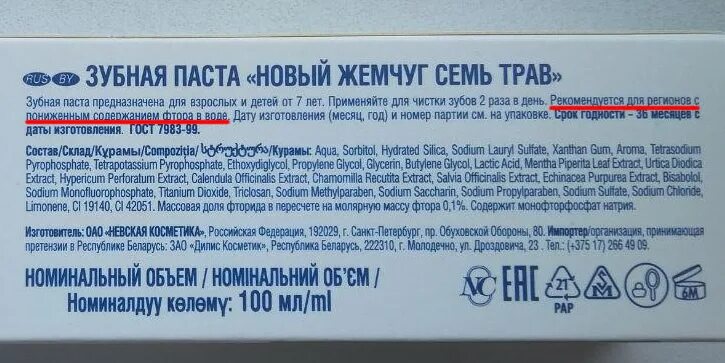 RUS BY ЗУБНАЯ ПАСТА «НОВЫЙ ЖЕМЧУГ СЕМЬ ТРАВ»
Зубная паста предназначена для взрослых и детей от 7 лет. Применяйте для чистки зубов 2 раза в день. Рекомендуется для регионов с
пониженным содержанием фтора в воде. Дату изготовления (месяц, год) и номер партии см. на упаковке. Срок годности – 36 месяцев с
даты изготовления. ГОСТ 7983-99.
Состав/Склад/Құрамы/Compoziția/სტრუქტურა/Курамы: Aqua, Sorbitol, Hydrated Silica, Sodium Lauryl Sulfate, Xanthan Gum, Aroma, Tetrasodium
Pyrophosphate, Tetrapotassium Pyrophosphate, Ethoxydiglycol, Propylene Glycol, Glycerin, Butylene Glycol, Lactic Acid, Mentha Piperita Leaf Extract, Urtica Diodica
Extract, Hypericum Perforatum Extract, Calendula Officinalis Extract, Chamomilla Recutita Extract, Salvia Officinalis Extract, Echinacea Purpurea Extract, Bisabolol,
Sodium Monofluorophosphate, Titanium Dioxide, Triclosan, Sodium Methylparaben, Sodium Saccharin, Sodium Propylparaben, Sodium Sulfate, Sodium Chloride,
Limonene, CI 19140, CI 42051. Массовая доля фторида в пересчете на молярную массу фтора 0,1%. Содержит монофторфосфат натрия.
Изготовитель: ОАО «НЕВСКАЯ КОСМЕТИКА», Российская Федерация, 192029, г. Санкт-Петербург, пр. Обуховской Обороны, 80. Импортер/организация, принимающая
претензии в Республике Беларусь: ЗАО «Дилис Косметик», Республика Беларусь, 222310, г. Молодечно, ул. Дроздовича, 23 . Тел.: (+375 17) 266 49 09.
НОМИНАЛЬНЫЙ ОБЪЕМ / НОМІНАЛЬНИЙ ОБ'ЄМ /
Номиналдуу көлөмү: 100 мл/ml
НС ЕАС 21 PAP 6M